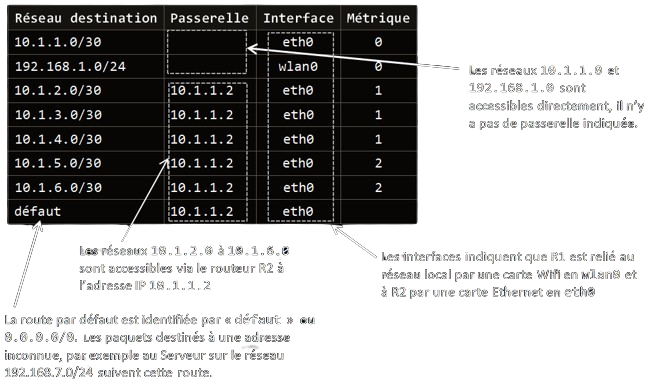 Réseau destination Passerelle Interface Métrique
10.1.1.0/30 eth0 0
192.168.1.0/24 wlan0 0
10.1.2.0/30 10.1.1.2 eth0 1
10.1.3.0/30 10.1.1.2 eth0 1
10.1.4.0/30 10.1.1.2 eth0 1
10.1.5.0/30 10.1.1.2 eth0 2
10.1.6.0/30 10.1.1.2 eth0 2
défaut 10.1.1.2 eth0
Les réseaux 10.1.1.0 et
192.168.1.0 sont
accessibles directement, il n'y
a pas de passerelle indiquée.
Les réseaux 10.1.2.0 à 10.1.6.0
sont accessibles via le routeur R2 à
l'adresse IP 10.1.1.2
Les interfaces indiquent que R1 est relié au
réseau local par une carte Wifi en wlan0 et
à R2 par une carte Ethernet en eth0
La route par défaut est identifiée par « défaut » ou
0.0.0.0/0. Les paquets destinés à une adresse
inconnue, par exemple au Serveur sur le réseau
192.168.7.0/24 suivent cette route.